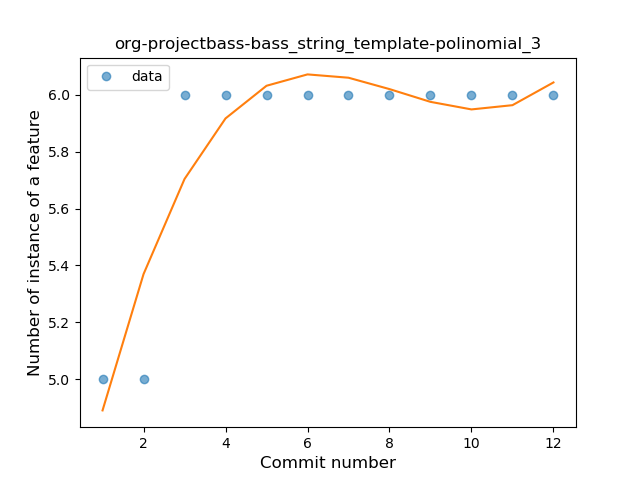 org-projectbass-bass_string_template-polinomial_3
data
Number of instance of a feature
6.0
5.8
5.6
5.4
5.2
5.0
2 4 6 8 10 12
Commit number